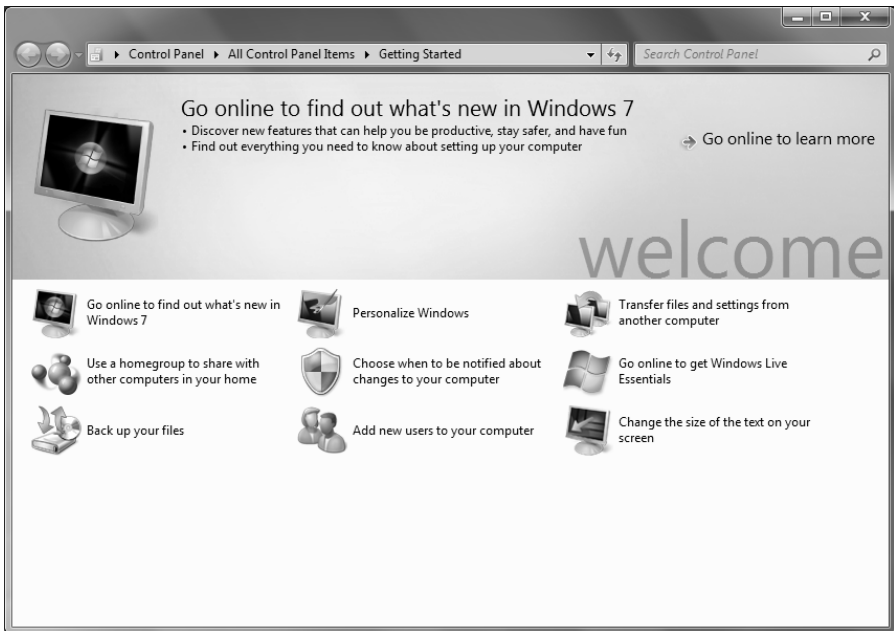 Control Panel ▸ All Control Panel Items ▸ Getting Started
Search Control Panel
Go online to find out what's new in Windows 7
• Discover new features that can help you be productive, stay safer, and have fun
• Find out everything you need to know about setting up your computer
Go online to learn more
welcome
Go online to find out what's new in
Windows 7
Personalize Windows
Transfer files and settings from
another computer
Use a homegroup to share with
other computers in your home
Choose when to be notified about
changes to your computer
Go online to get Windows Live
Essentials
Back up your files
Add new users to your computer
Change the size of the text on your
screen